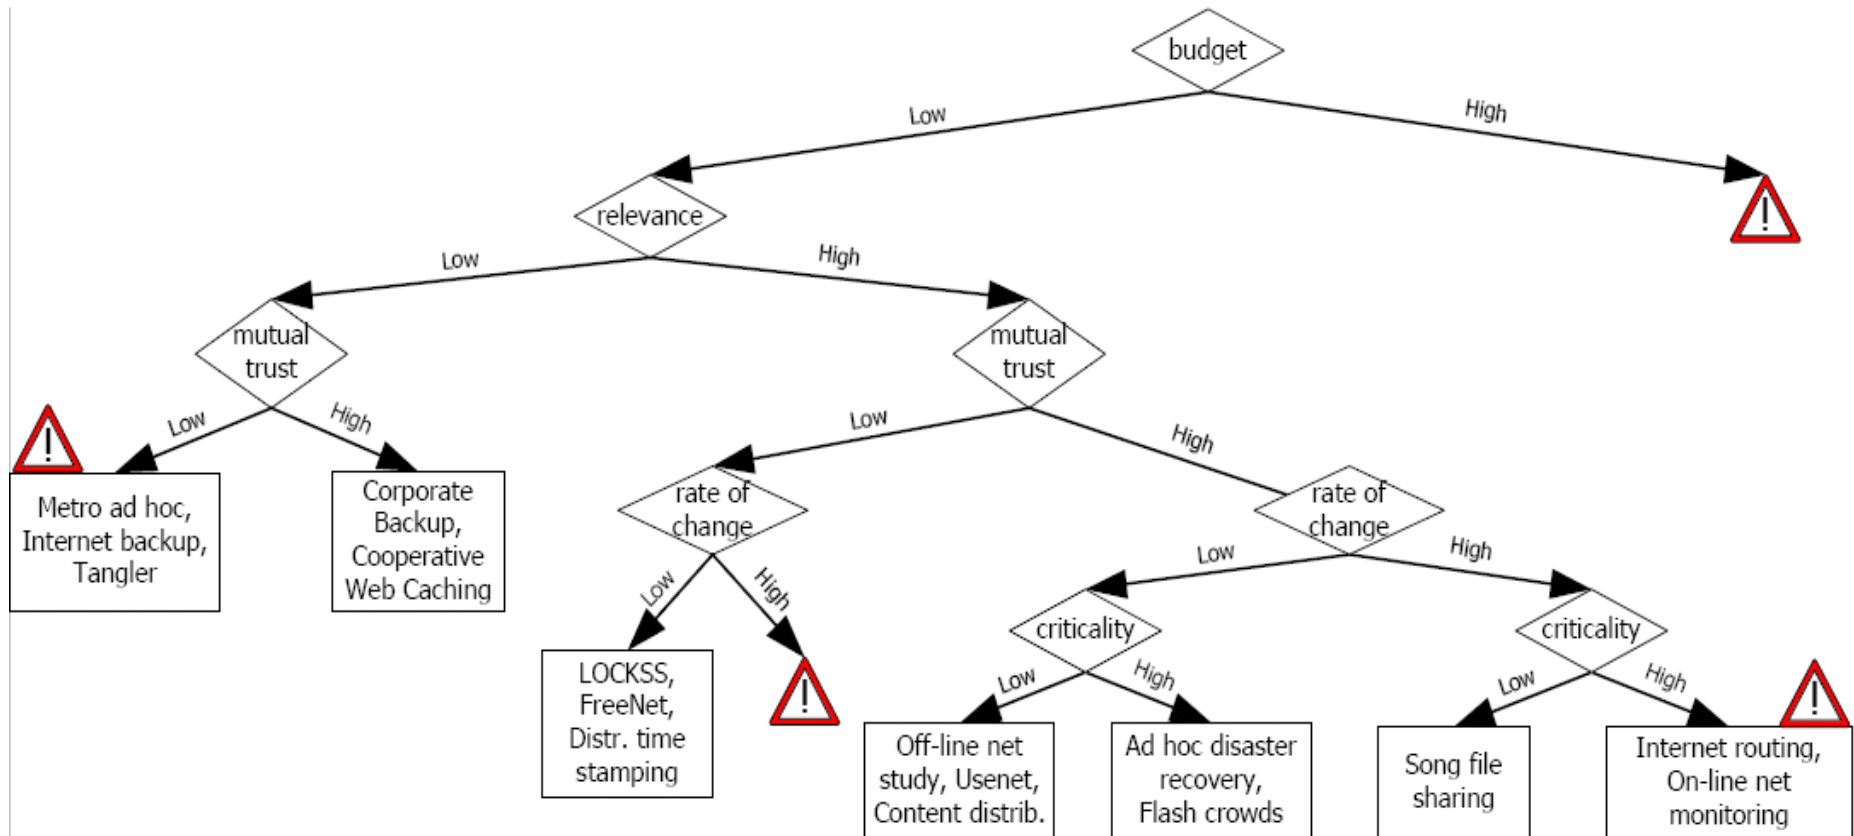 budget
Low
High
relevance
Low
High
mutual
trust
mutual
trust
Low
High
Low
High
Metro ad hoc,
Internet backup,
Tangler
Corporate
Backup,
Cooperative
Web Caching
rate of
change
rate of
change
Low
High
Low
High
LOCKSS,
FreeNet,
Distr. time
stamping
!
criticality
criticality
Low
High
Low
High
Off-line net
study, Usenet,
Content distrib.
Ad hoc disaster
recovery,
Flash crowds
Song file
sharing
Internet routing,
On-line net
monitoring